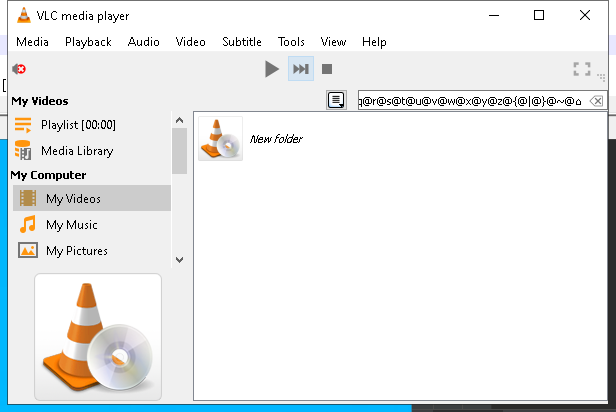 VLC media player
Media Playback Audio Video Subtitle Tools View Help
My Videos
q@r@s@t@u@v@w@x@y@z@{@|@}@~@⌂
Playlist [00:00]
New folder
Media Library
My Computer
My Videos
My Music
My Pictures